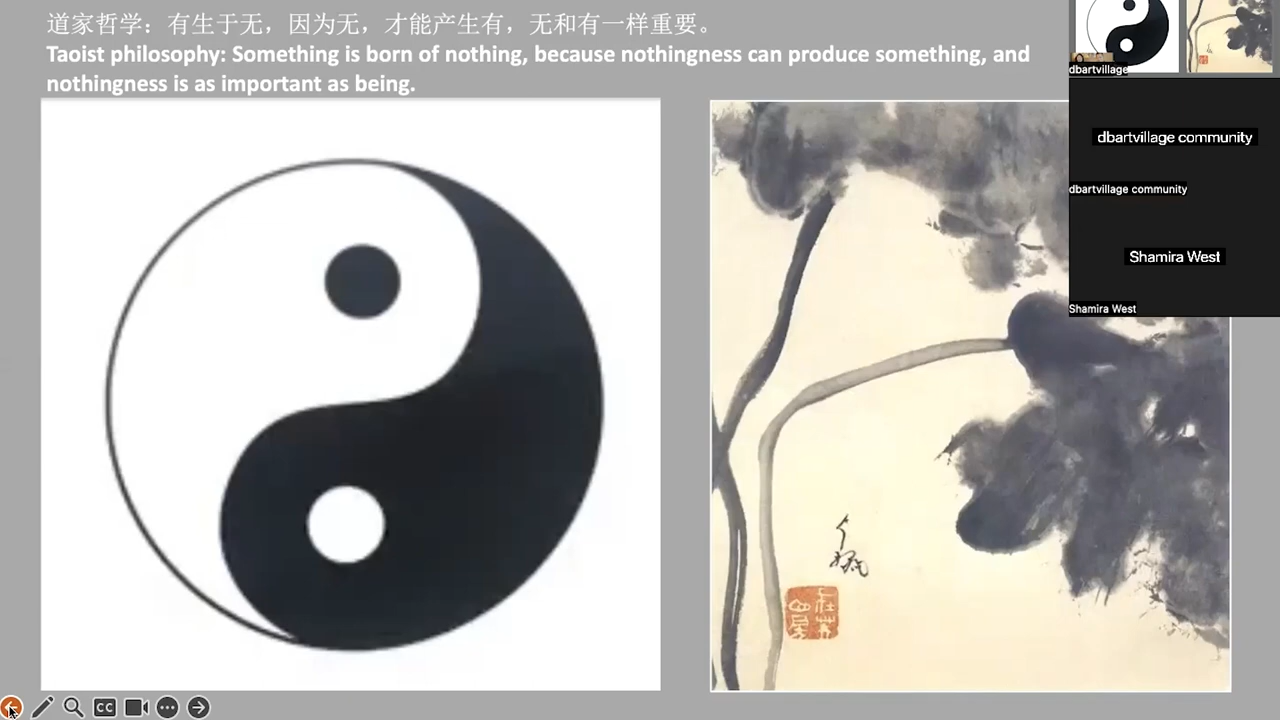 道家哲学：有生于无，因为无，才能产生有，无和有一样重要。
Taoist philosophy: Something is born of nothing, because nothingness can produce something, and
nothingness is as important as being.
dbartvillage
dbartvillage community
dbartvillage community
Shamira West
Shamira West
CC